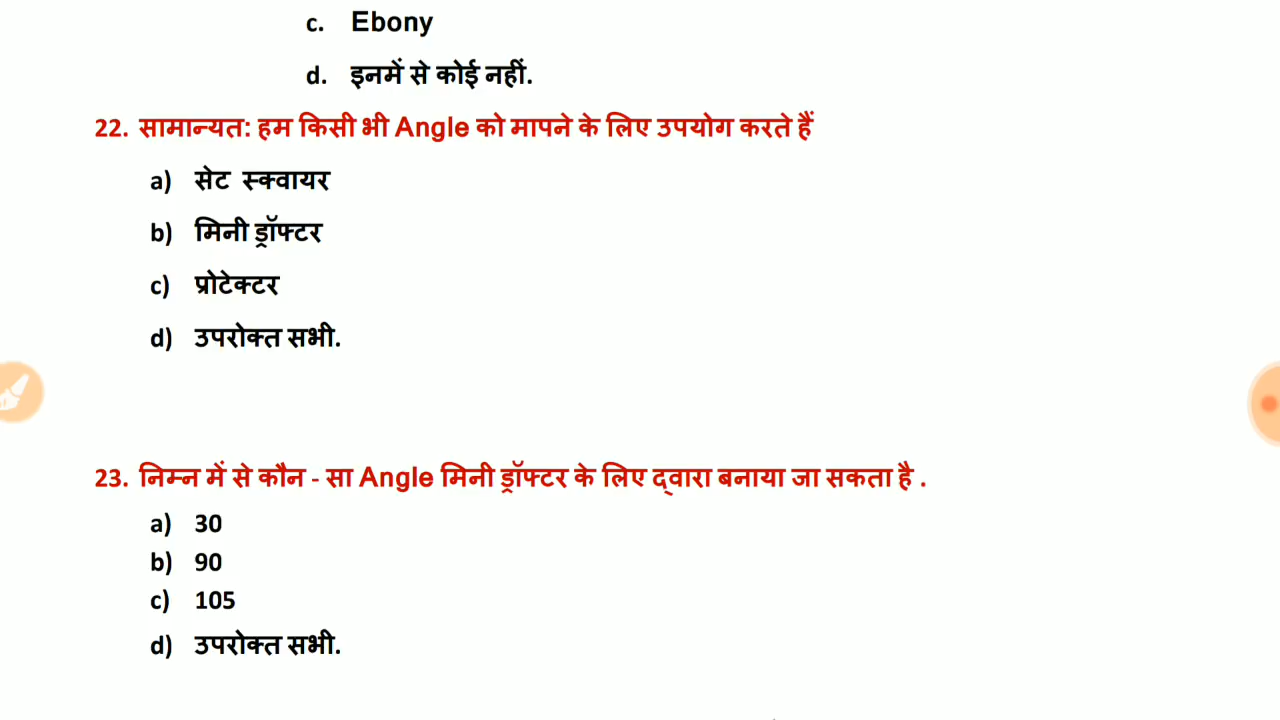 c. Ebony
d. इनमें से कोई नहीं.
22. सामान्यत: हम किसी भी Angle को मापने के लिए उपयोग करते हैं
a) सेट स्क्वायर
b) मिनी ड्रॉफ्टर
c) प्रोटेक्टर
d) उपरोक्त सभी.
23. निम्न में से कौन - सा Angle मिनी ड्रॉफ्टर के लिए द्वारा बनाया जा सकता है .
a) 30
b) 90
c) 105
d) उपरोक्त सभी.